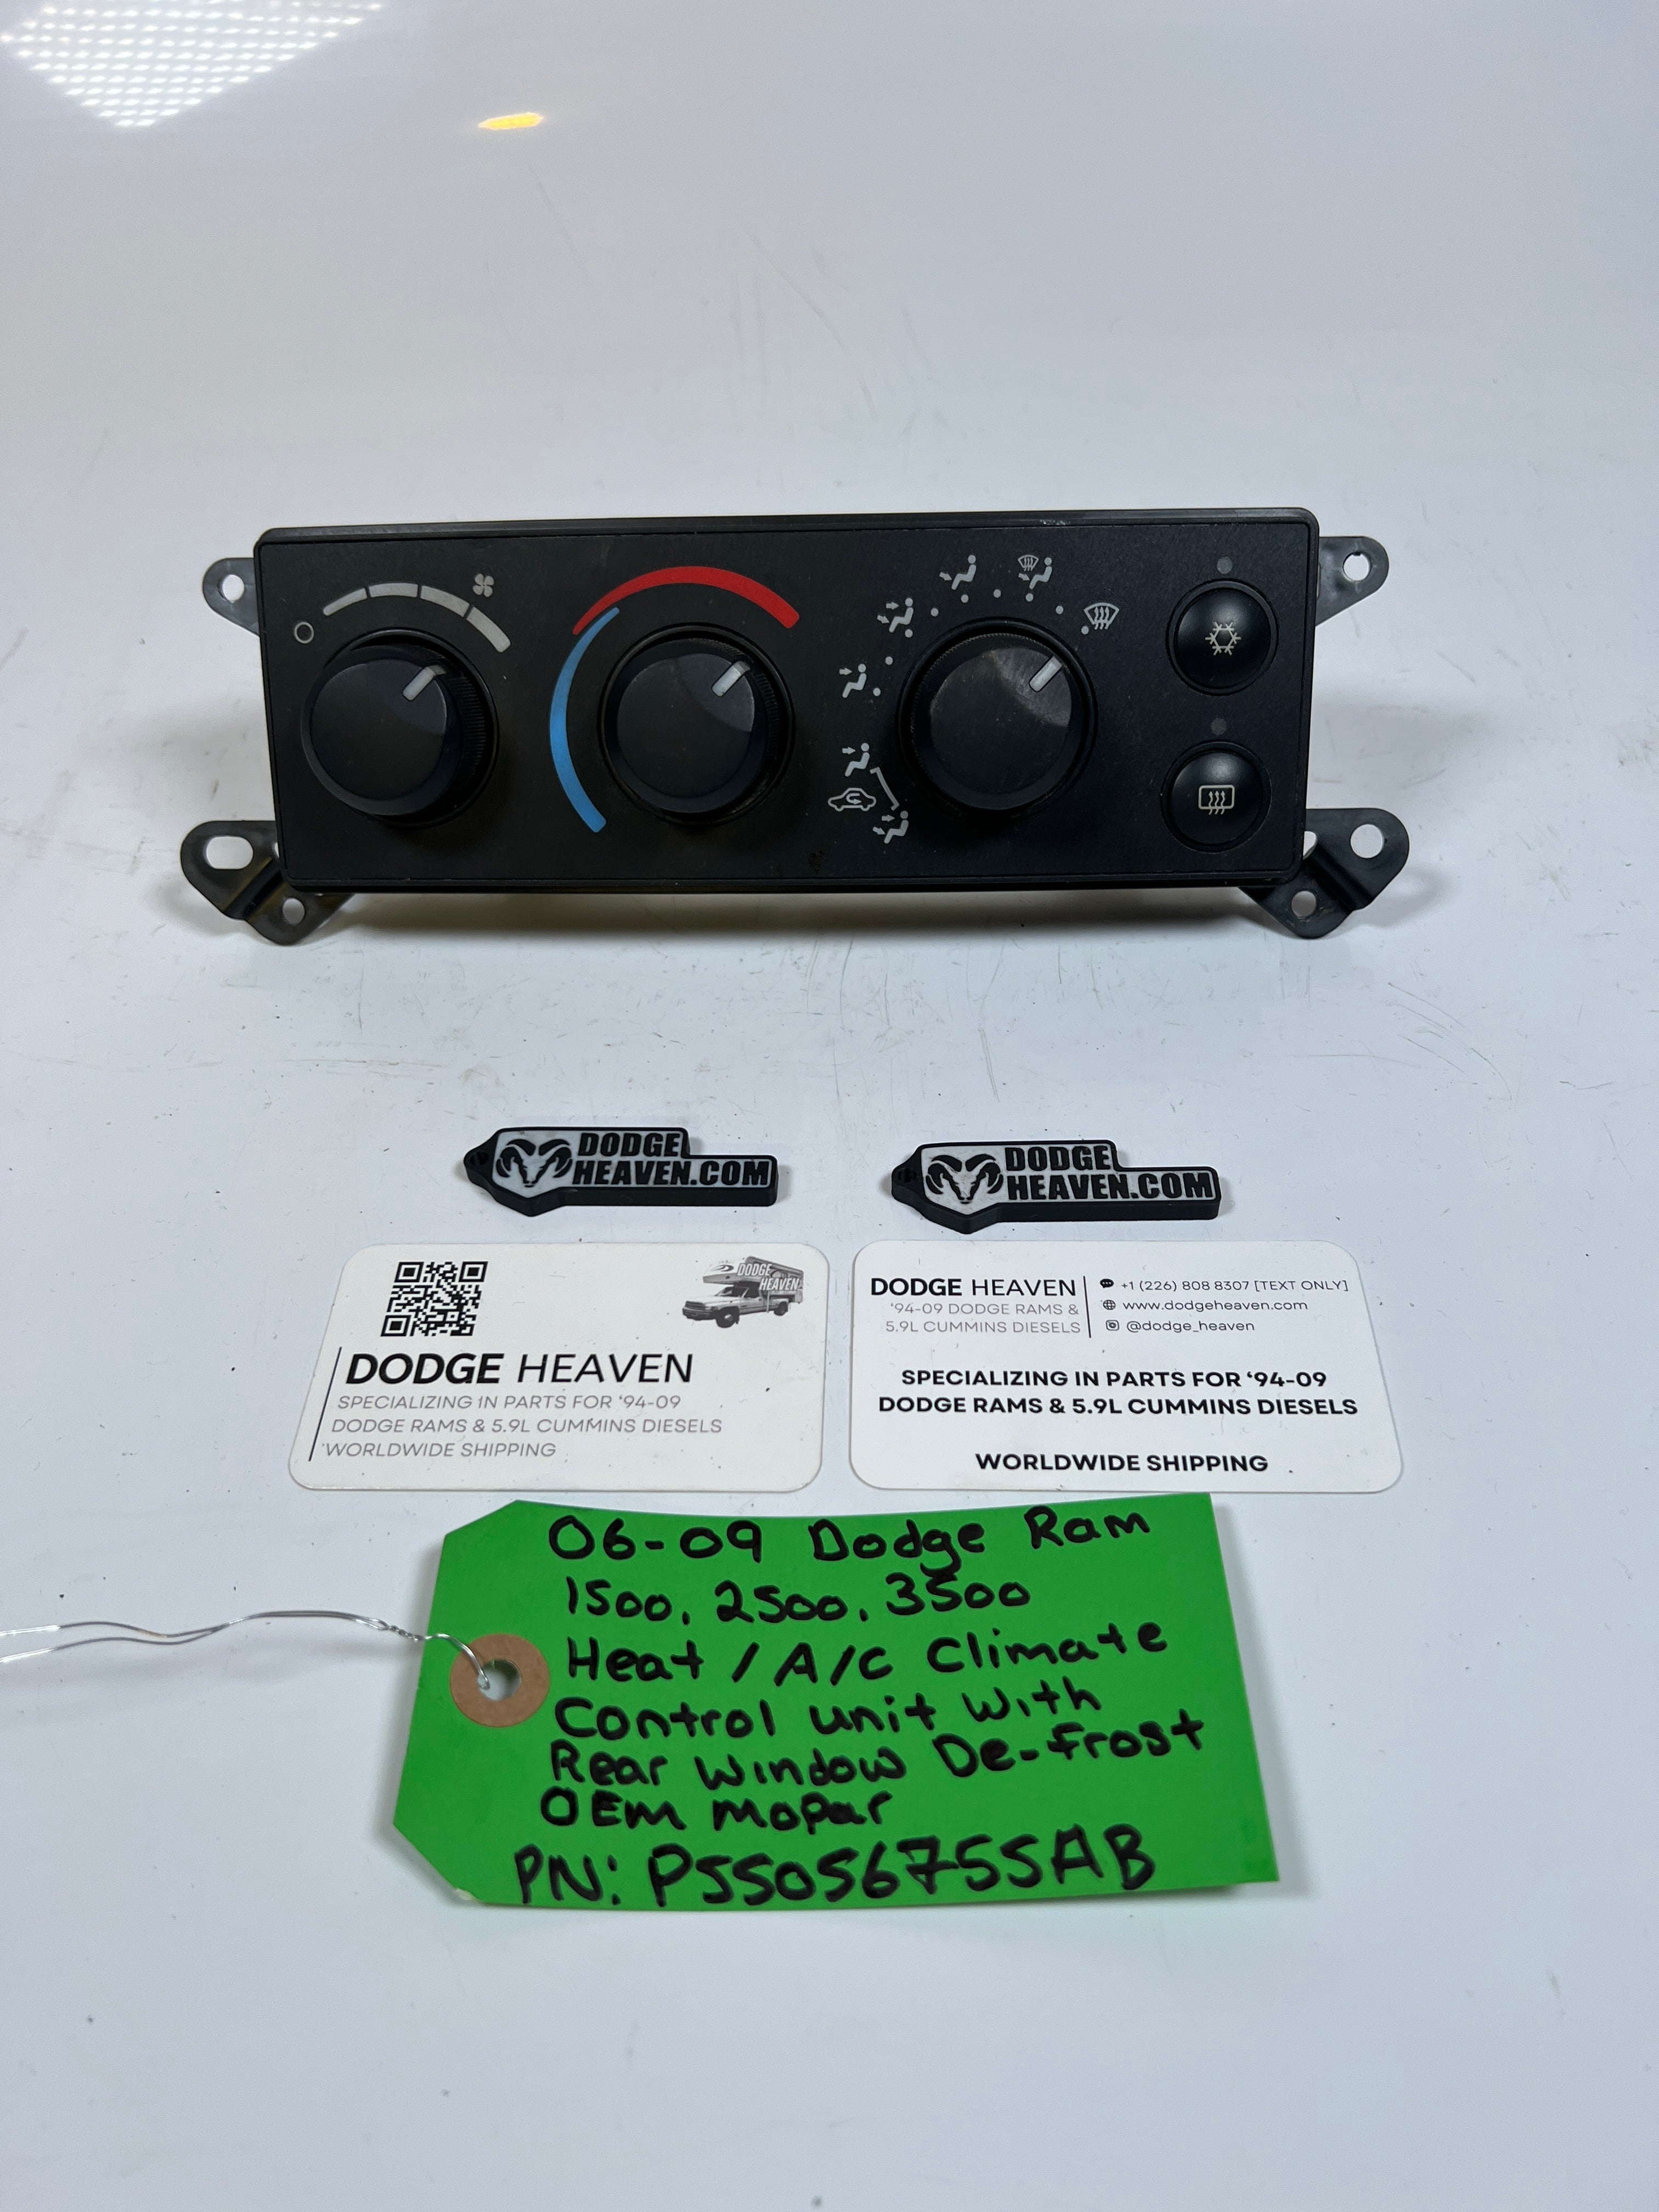 DODGE
HEAVEN.COM
DODGE
HEAVEN.COM
DODGE
HEAVEN
DODGE HEAVEN
SPECIALIZING IN PARTS FOR ‘94-09
DODGE RAMS & 5.9L CUMMINS DIESELS
WORLDWIDE SHIPPING
DODGE HEAVEN
‘94-09 DODGE RAMS &
5.9L CUMMINS DIESELS
+1 (226) 808 8307 [TEXT ONLY]
www.dodgeheaven.com
@dodge_heaven
SPECIALIZING IN PARTS FOR ‘94-09
DODGE RAMS & 5.9L CUMMINS DIESELS
WORLDWIDE SHIPPING
06-09 Dodge Ram
1500, 2500, 3500
Heat / A/C Climate
Control unit with
Rear Window De-frost
OEM mopar
PN: P55056755AB